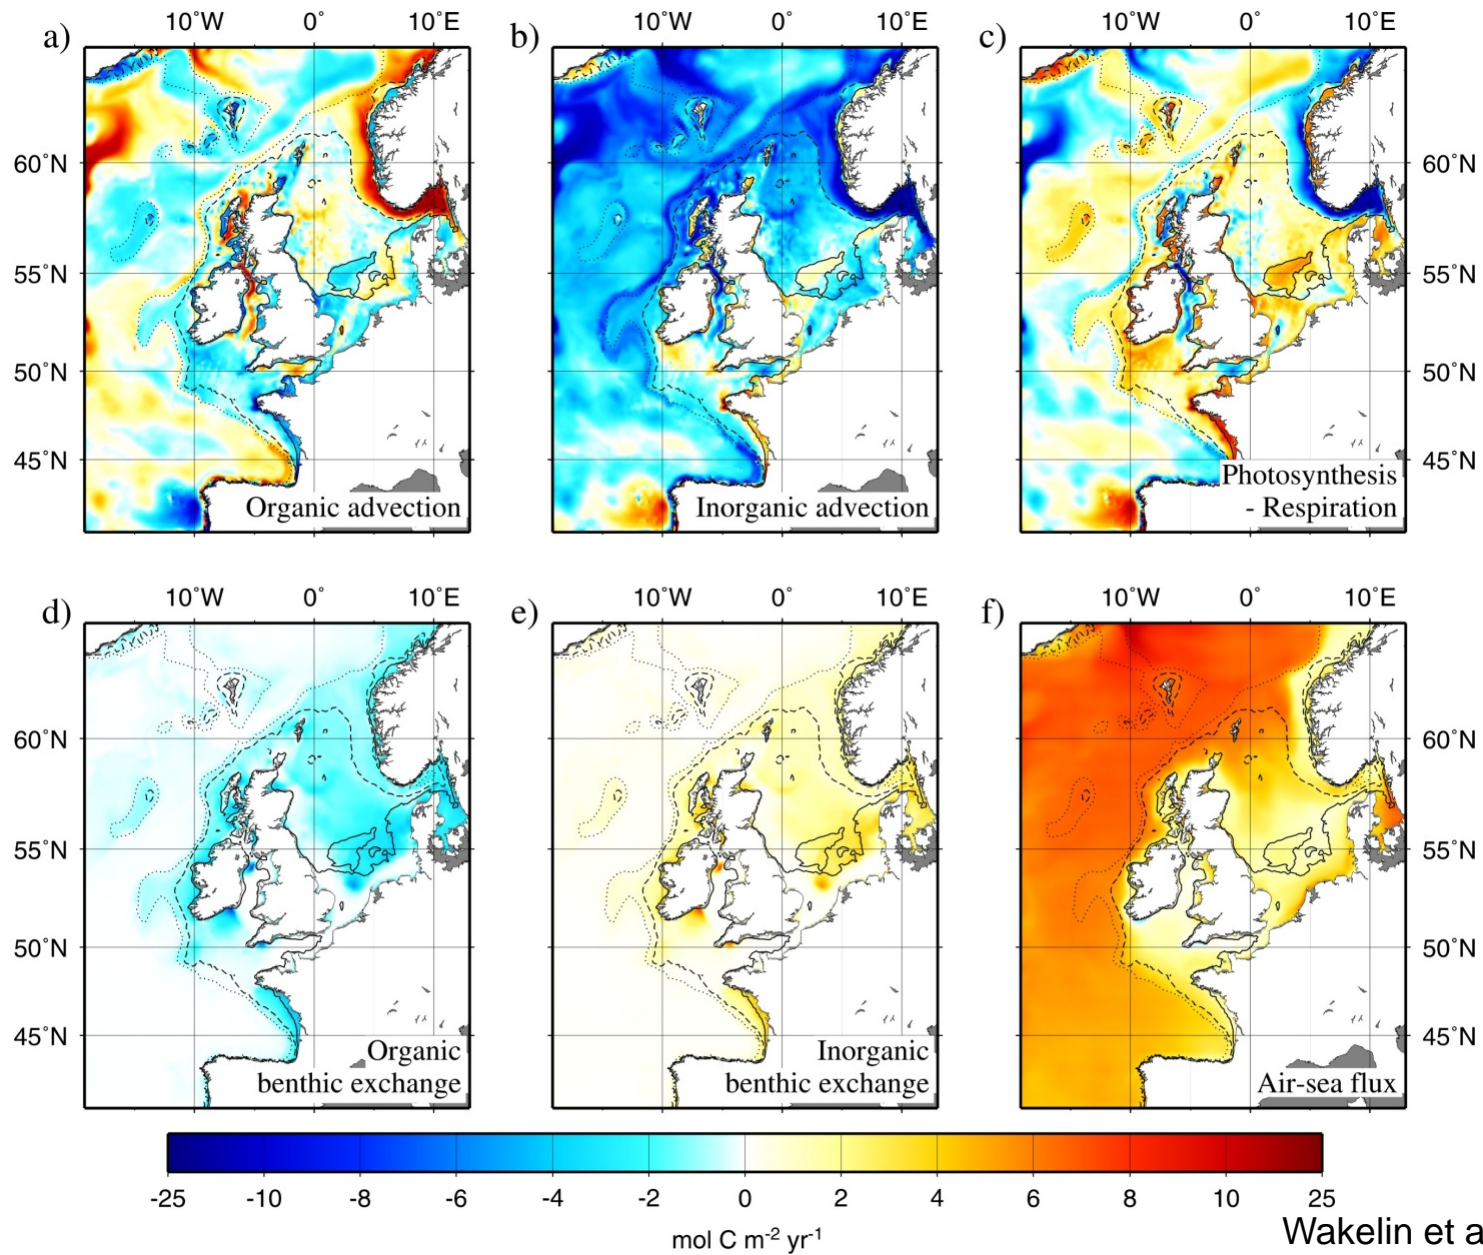 10˚W 0˚ 10˚E 10˚W 0˚ 10˚E 10˚W 0˚ 10˚E
a) b) c)
60˚N 60˚N
55˚N 55˚N
50˚N 50˚N
45˚N 45˚N
Organic advection
Inorganic advection
Photosynthesis
- Respiration
10˚W 0˚ 10˚E 10˚W 0˚ 10˚E 10˚W 0˚ 10˚E
d) e) f)
60˚N 60˚N
55˚N 55˚N
50˚N 50˚N
45˚N 45˚N
Organic
benthic exchange
Inorganic
benthic exchange
Air-sea flux
-25 -10 -8 -6 -4 -2 0 2 4 6 8 10 25
mol C m⁻² yr⁻¹
Wakelin et a